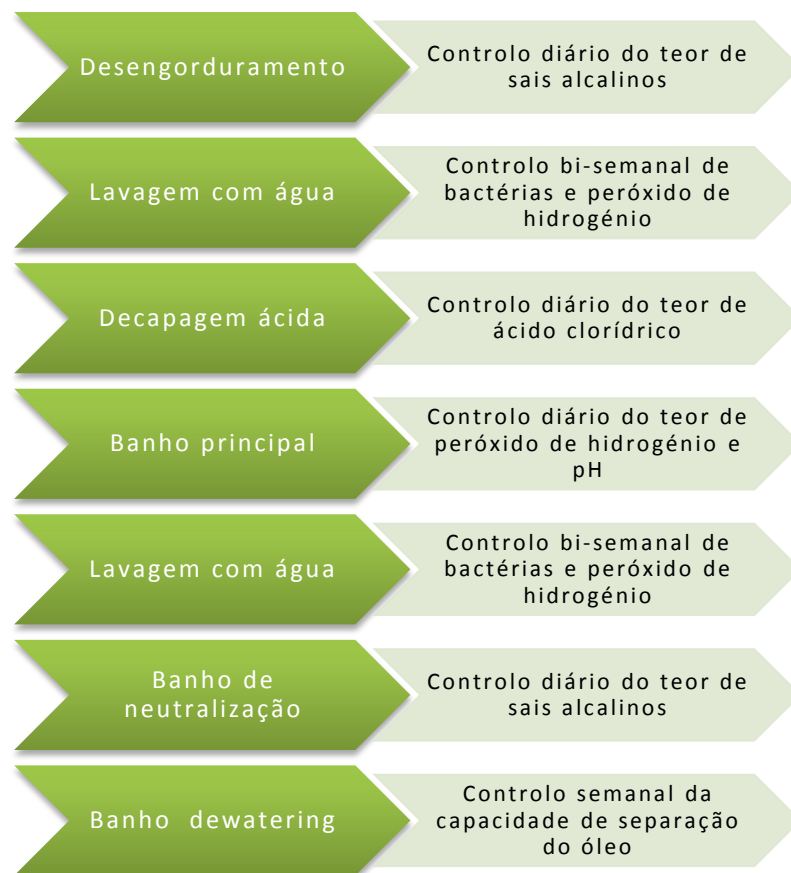 Desengorduramento
Controlo diário do teor de
sais alcalinos
Lavagem com água
Controlo bi-semanal de
bactérias e peróxido de
hidrogénio
Decapagem ácida
Controlo diário do teor de
ácido clorídrico
Banho principal
Controlo diário do teor de
peróxido de hidrogénio e
pH
Lavagem com água
Controlo bi-semanal de
bactérias e peróxido de
hidrogénio
Banho de
neutralização
Controlo diário do teor de
sais alcalinos
Banho dewatering
Controlo semanal da
capacidade de separação
do óleo